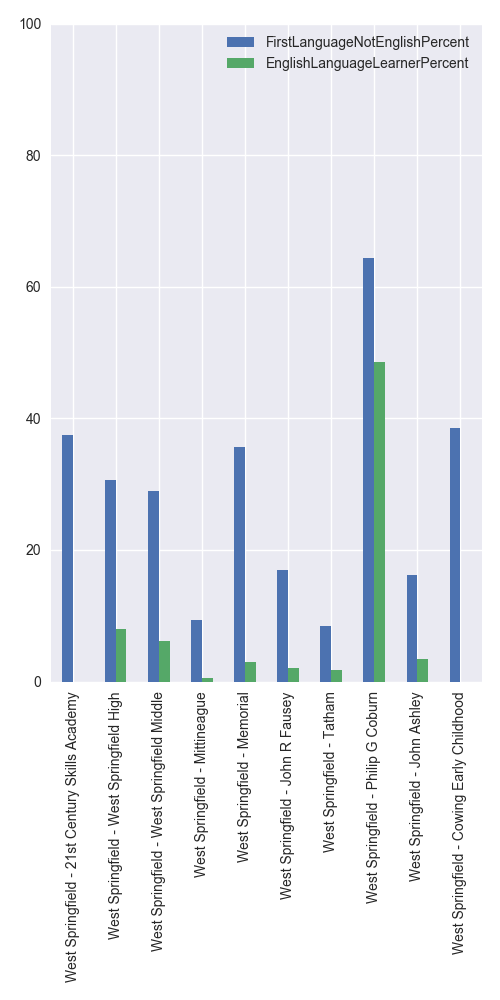 100
FirstLanguageNotEnglishPercent
EnglishLanguageLearnerPercent
80
60
40
20
0
West Springfield - 21st Century Skills Academy
West Springfield - West Springfield High
West Springfield - West Springfield Middle
West Springfield - Mittineague
West Springfield - Memorial
West Springfield - John R Fausey
West Springfield - Tatham
West Springfield - Philip G Coburn
West Springfield - John Ashley
West Springfield - Cowing Early Childhood